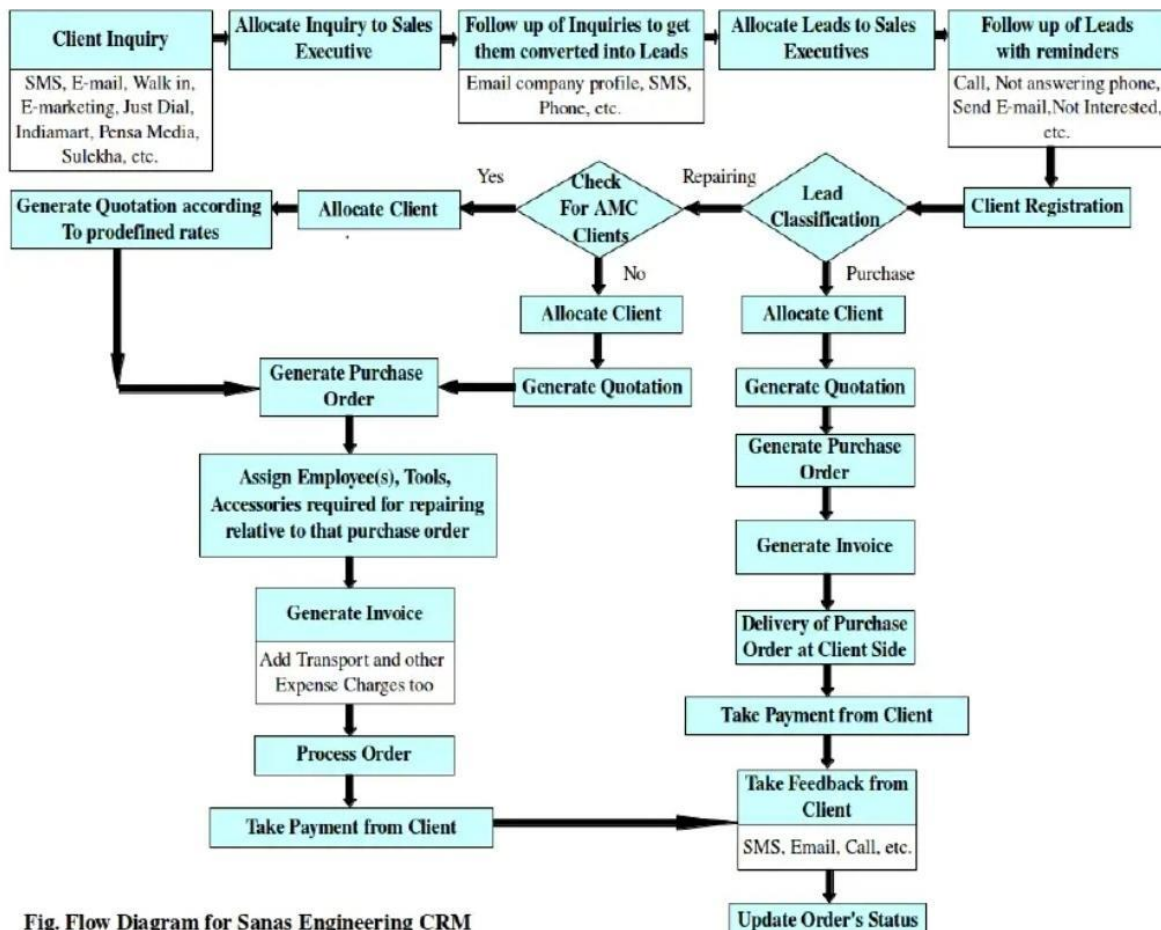 Client Inquiry
SMS, E-mail, Walk in,
E-marketing, Just Dial,
Indiamart, Pensa Media,
Sulekha, etc.
Allocate Inquiry to Sales
Executive
Follow up of Inquiries to get
them converted into Leads
Email company profile, SMS,
Phone, etc.
Allocate Leads to Sales
Executives
Follow up of Leads
with reminders
Call, Not answering phone,
Send E-mail,Not Interested,
etc.
Client Registration
Lead
Classification
Repairing
Purchase
Check
For AMC
Clients
Yes
No
Allocate Client
Generate Quotation according
To prodefined rates
Allocate Client
Generate Quotation
Generate Purchase
Order
Assign Employee(s), Tools,
Accessories required for repairing
relative to that purchase order
Generate Invoice
Add Transport and other
Expense Charges too
Process Order
Take Payment from Client
Allocate Client
Generate Quotation
Generate Purchase
Order
Generate Invoice
Delivery of Purchase
Order at Client Side
Take Payment from Client
Take Feedback from
Client
SMS, Email, Call, etc.
Update Order's Status
Fig. Flow Diagram for Sanas Engineering CRM